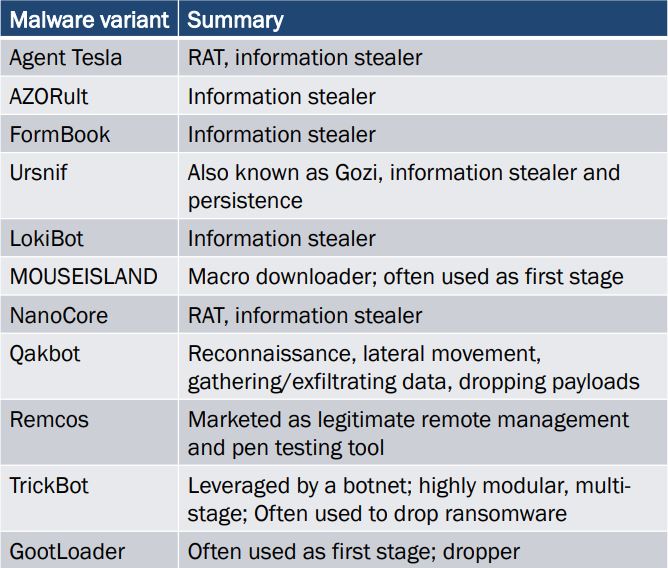 Malware variant Summary
Agent Tesla RAT, information stealer
AZORult Information stealer
FormBook Information stealer
Ursnif Also known as Gozi, information stealer and
persistence
LokiBot Information stealer
MOUSEISLAND Macro downloader; often used as first stage
NanoCore RAT, information stealer
Qakbot Reconnaissance, lateral movement,
gathering/exfiltrating data, dropping payloads
Remcos Marketed as legitimate remote management
and pen testing tool
TrickBot Leveraged by a botnet; highly modular, multi-
stage; Often used to drop ransomware
GootLoader Often used as first stage; dropper